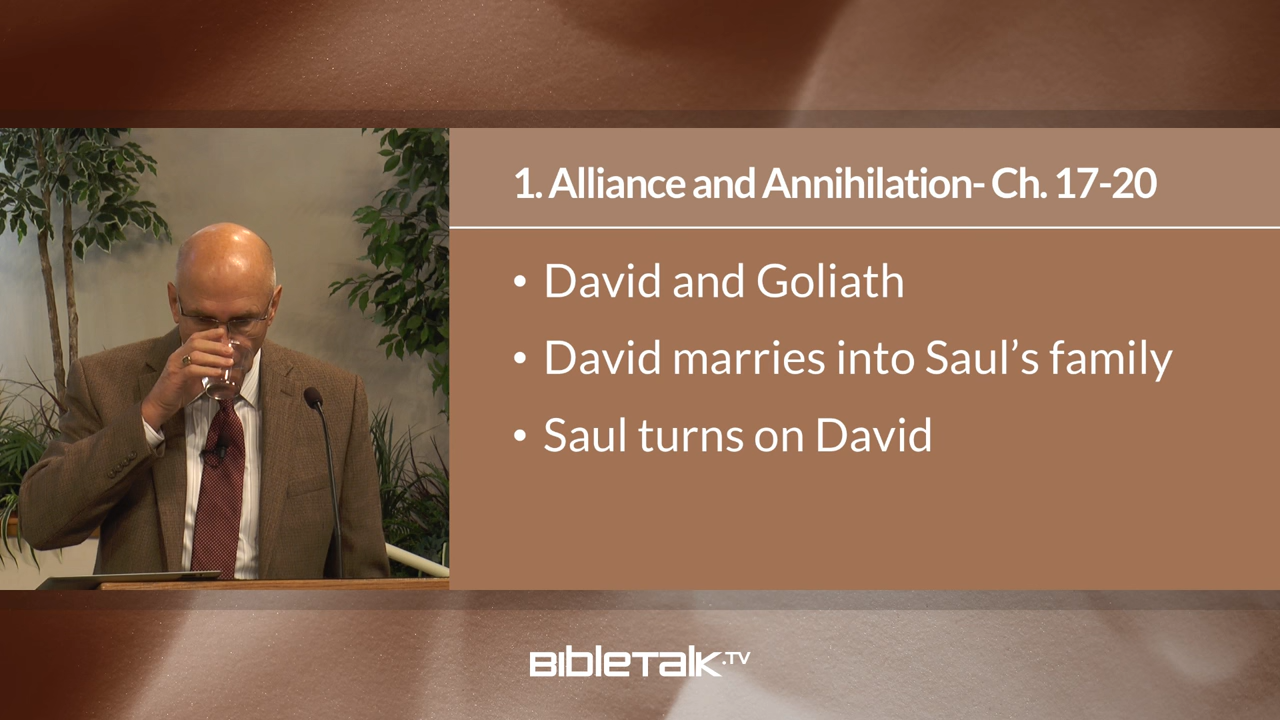 1. Alliance and Annihilation- Ch. 17-20
• David and Goliath
• David marries into Saul’s family
• Saul turns on David
BibleTalk.TV